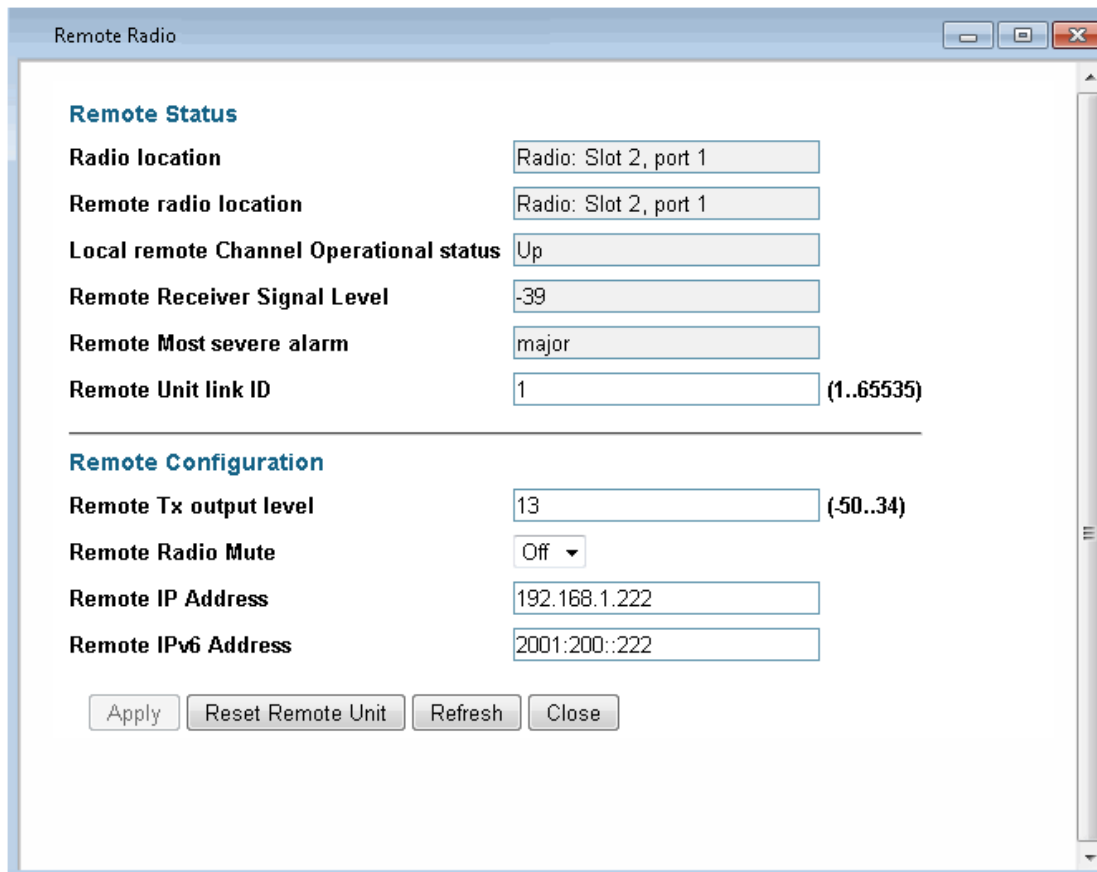 Remote Radio
Remote Status
Radio location Radio: Slot 2, port 1
Remote radio location Radio: Slot 2, port 1
Local remote Channel Operational status Up
Remote Receiver Signal Level -39
Remote Most severe alarm major
Remote Unit link ID 1 (1..65535)
Remote Configuration
Remote Tx output level 13 (-50..34)
Remote Radio Mute Off
Remote IP Address 192.168.1.222
Remote IPv6 Address 2001:200::222
Apply Reset Remote Unit Refresh Close